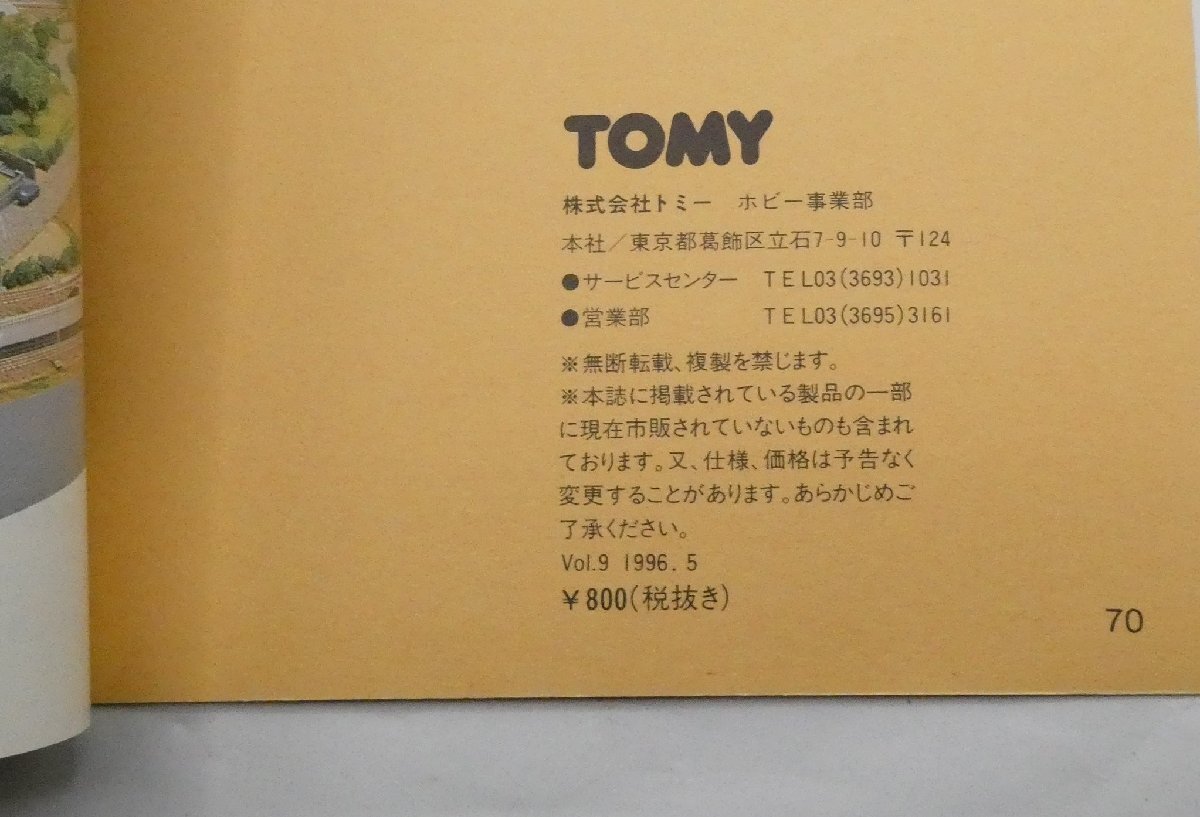 TOMY
株式会社トミー ホビー事業部
本社／東京都葛飾区立石7-9-10 〒124
●サービスセンター TEL03(3693)1031
●営業部 TEL03(3695)3161
※無断転載、複製を禁じます。
※本誌に掲載されている製品の一部
に現在市販されていないものも含まれ
ております。又、仕様、価格は予告なく
変更することがあります。あらかじめご
了承ください。
Vol.9 1996.5
￥800(税抜き)
70